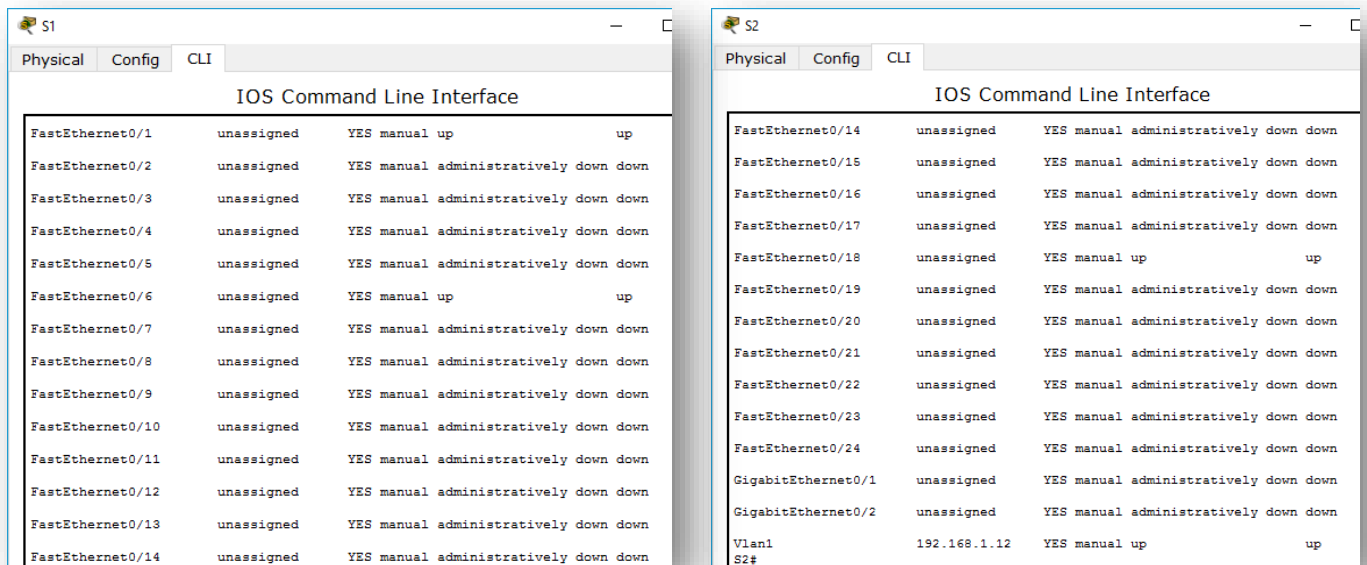 S1
Physical Config CLI
IOS Command Line Interface
FastEthernet0/1 unassigned YES manual up up
FastEthernet0/2 unassigned YES manual administratively down down
FastEthernet0/3 unassigned YES manual administratively down down
FastEthernet0/4 unassigned YES manual administratively down down
FastEthernet0/5 unassigned YES manual administratively down down
FastEthernet0/6 unassigned YES manual up up
FastEthernet0/7 unassigned YES manual administratively down down
FastEthernet0/8 unassigned YES manual administratively down down
FastEthernet0/9 unassigned YES manual administratively down down
FastEthernet0/10 unassigned YES manual administratively down down
FastEthernet0/11 unassigned YES manual administratively down down
FastEthernet0/12 unassigned YES manual administratively down down
FastEthernet0/13 unassigned YES manual administratively down down
FastEthernet0/14 unassigned YES manual administratively down down
S2
Physical Config CLI
IOS Command Line Interface
FastEthernet0/14 unassigned YES manual administratively down down
FastEthernet0/15 unassigned YES manual administratively down down
FastEthernet0/16 unassigned YES manual administratively down down
FastEthernet0/17 unassigned YES manual administratively down down
FastEthernet0/18 unassigned YES manual up up
FastEthernet0/19 unassigned YES manual administratively down down
FastEthernet0/20 unassigned YES manual administratively down down
FastEthernet0/21 unassigned YES manual administratively down down
FastEthernet0/22 unassigned YES manual administratively down down
FastEthernet0/23 unassigned YES manual administratively down down
FastEthernet0/24 unassigned YES manual administratively down down
GigabitEthernet0/1 unassigned YES manual administratively down down
GigabitEthernet0/2 unassigned YES manual administratively down down
Vlan1 192.168.1.12 YES manual up up
S2#